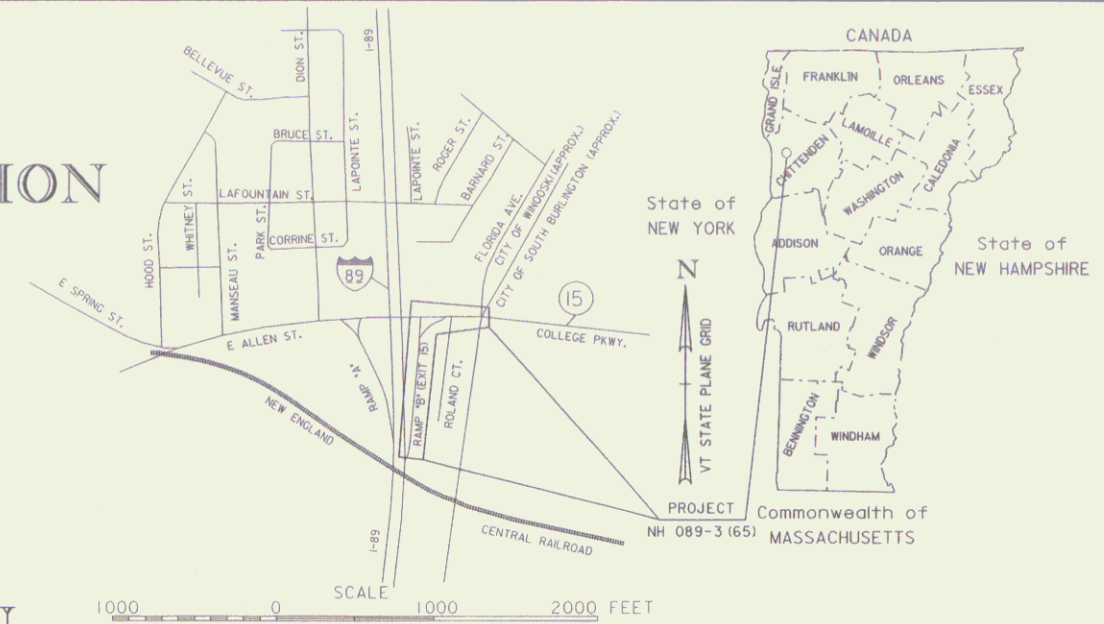 ION
Y
BELLEVUE ST.
DION ST.
I-89
BRUCE ST.
LAPOINTE ST.
LAPOINTE ST.
ROGER ST.
BARNARD ST.
FLORIDA AVE.
CITY OF WINOOSKI (APPROX.)
CITY OF SOUTH BURLINGTON (APPROX.)
LAFOUNTAIN ST.
HOOD ST.
WHITNEY ST.
MANSEAU ST.
PARK ST.
CORRINE ST.
89
E SPRING ST.
E ALLEN ST.
15
COLLEGE PKWY.
RAMP "A"
RAMP "B" (EXIT 15)
ROLAND CT.
NEW ENGLAND
CENTRAL RAILROAD
I-89
SCALE
1000 0 1000 2000 FEET
N
VT STATE PLANE GRID
PROJECT
NH 089-3 (65)
CANADA
GRAND ISLE
FRANKLIN
ORLEANS
ESSEX
LAMOILLE
CHITTENDEN
CALEDONIA
WASHINGTON
State of
NEW YORK
ADDISON
ORANGE
State of
NEW HAMPSHIRE
RUTLAND
WINDSOR
BENNINGTON
WINDHAM
Commonwealth of
MASSACHUSETTS